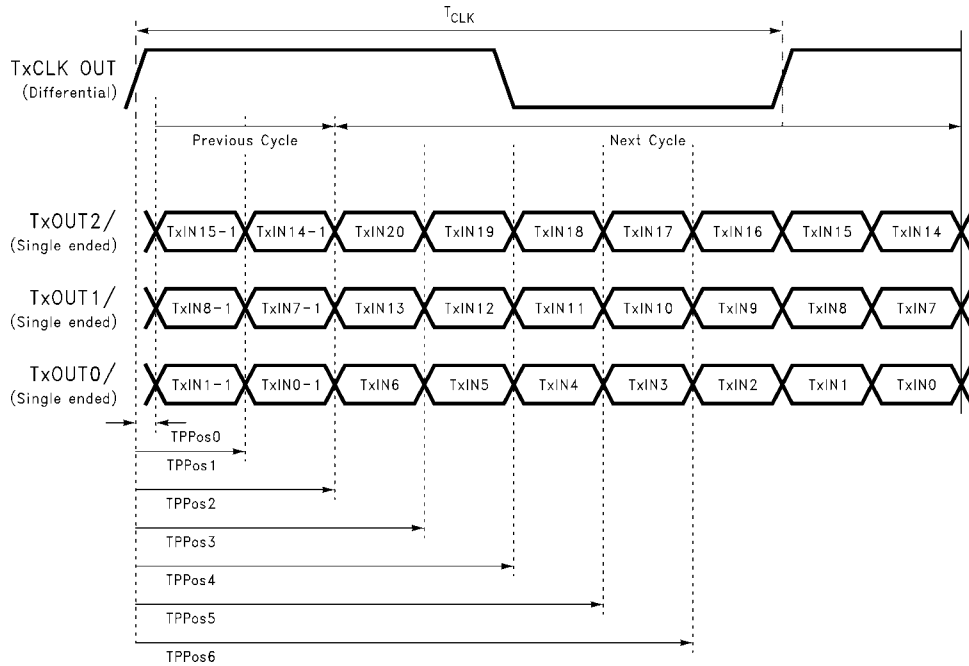 TCLK
TxCLK OUT
(Differential)
Previous Cycle
Next Cycle
TxOUT2/
(Single ended)
TxIN15-1 TxIN14-1 TxIN20 TxIN19 TxIN18 TxIN17 TxIN16 TxIN15 TxIN14
TxOUT1/
(Single ended)
TxIN8-1 TxIN7-1 TxIN13 TxIN12 TxIN11 TxIN10 TxIN9 TxIN8 TxIN7
TxOUT0/
(Single ended)
TxIN1-1 TxIN0-1 TxIN6 TxIN5 TxIN4 TxIN3 TxIN2 TxIN1 TxIN0
TPPos0
TPPos1
TPPos2
TPPos3
TPPos4
TPPos5
TPPos6